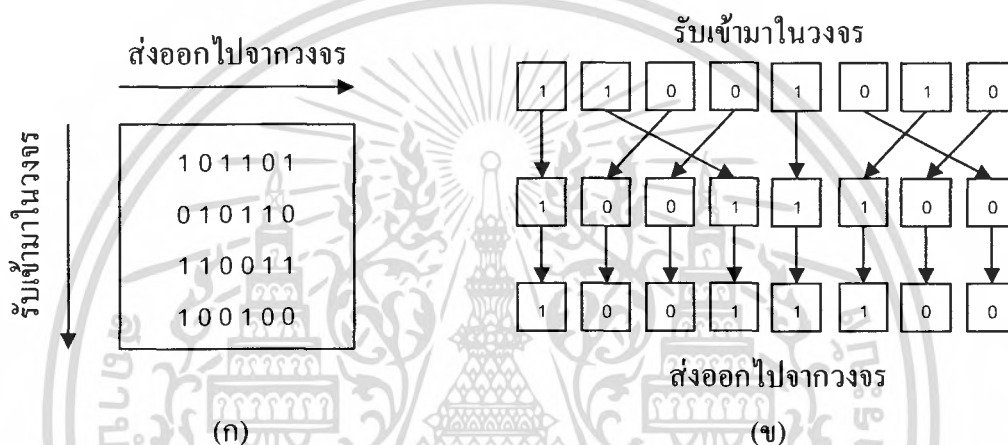 ส่งออกไปจากวงจร
รับเข้ามาในวงจร
101101
010110
110011
100100
(ก)
รับเข้ามาในวงจร
1 1 0 0 1 0 1 0
1 0 0 1 1 1 0 0
1 0 0 1 1 1 0 0
ส่งออกไปจากวงจร
(ข)